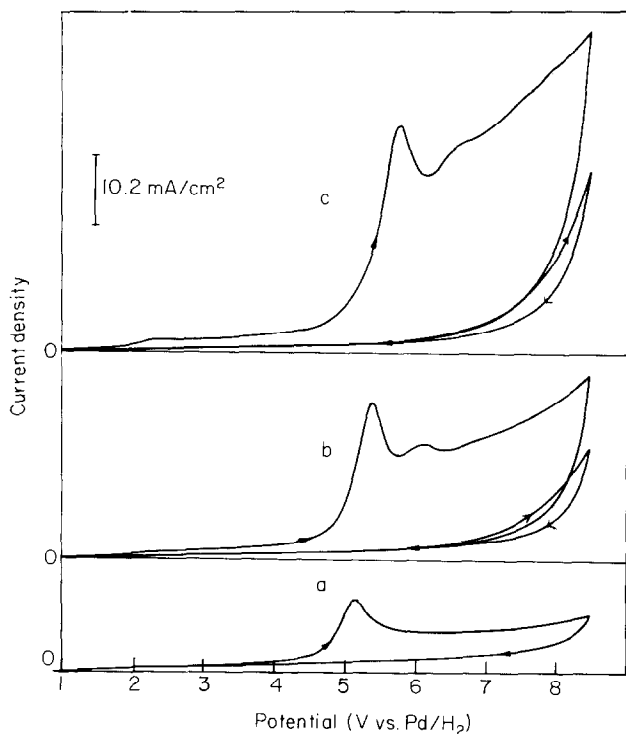 c
10.2 mA/cm²
Current density
0
b
0
a
0
1 2 3 4 5 6 7 8
Potential (V vs. Pd/H₂)